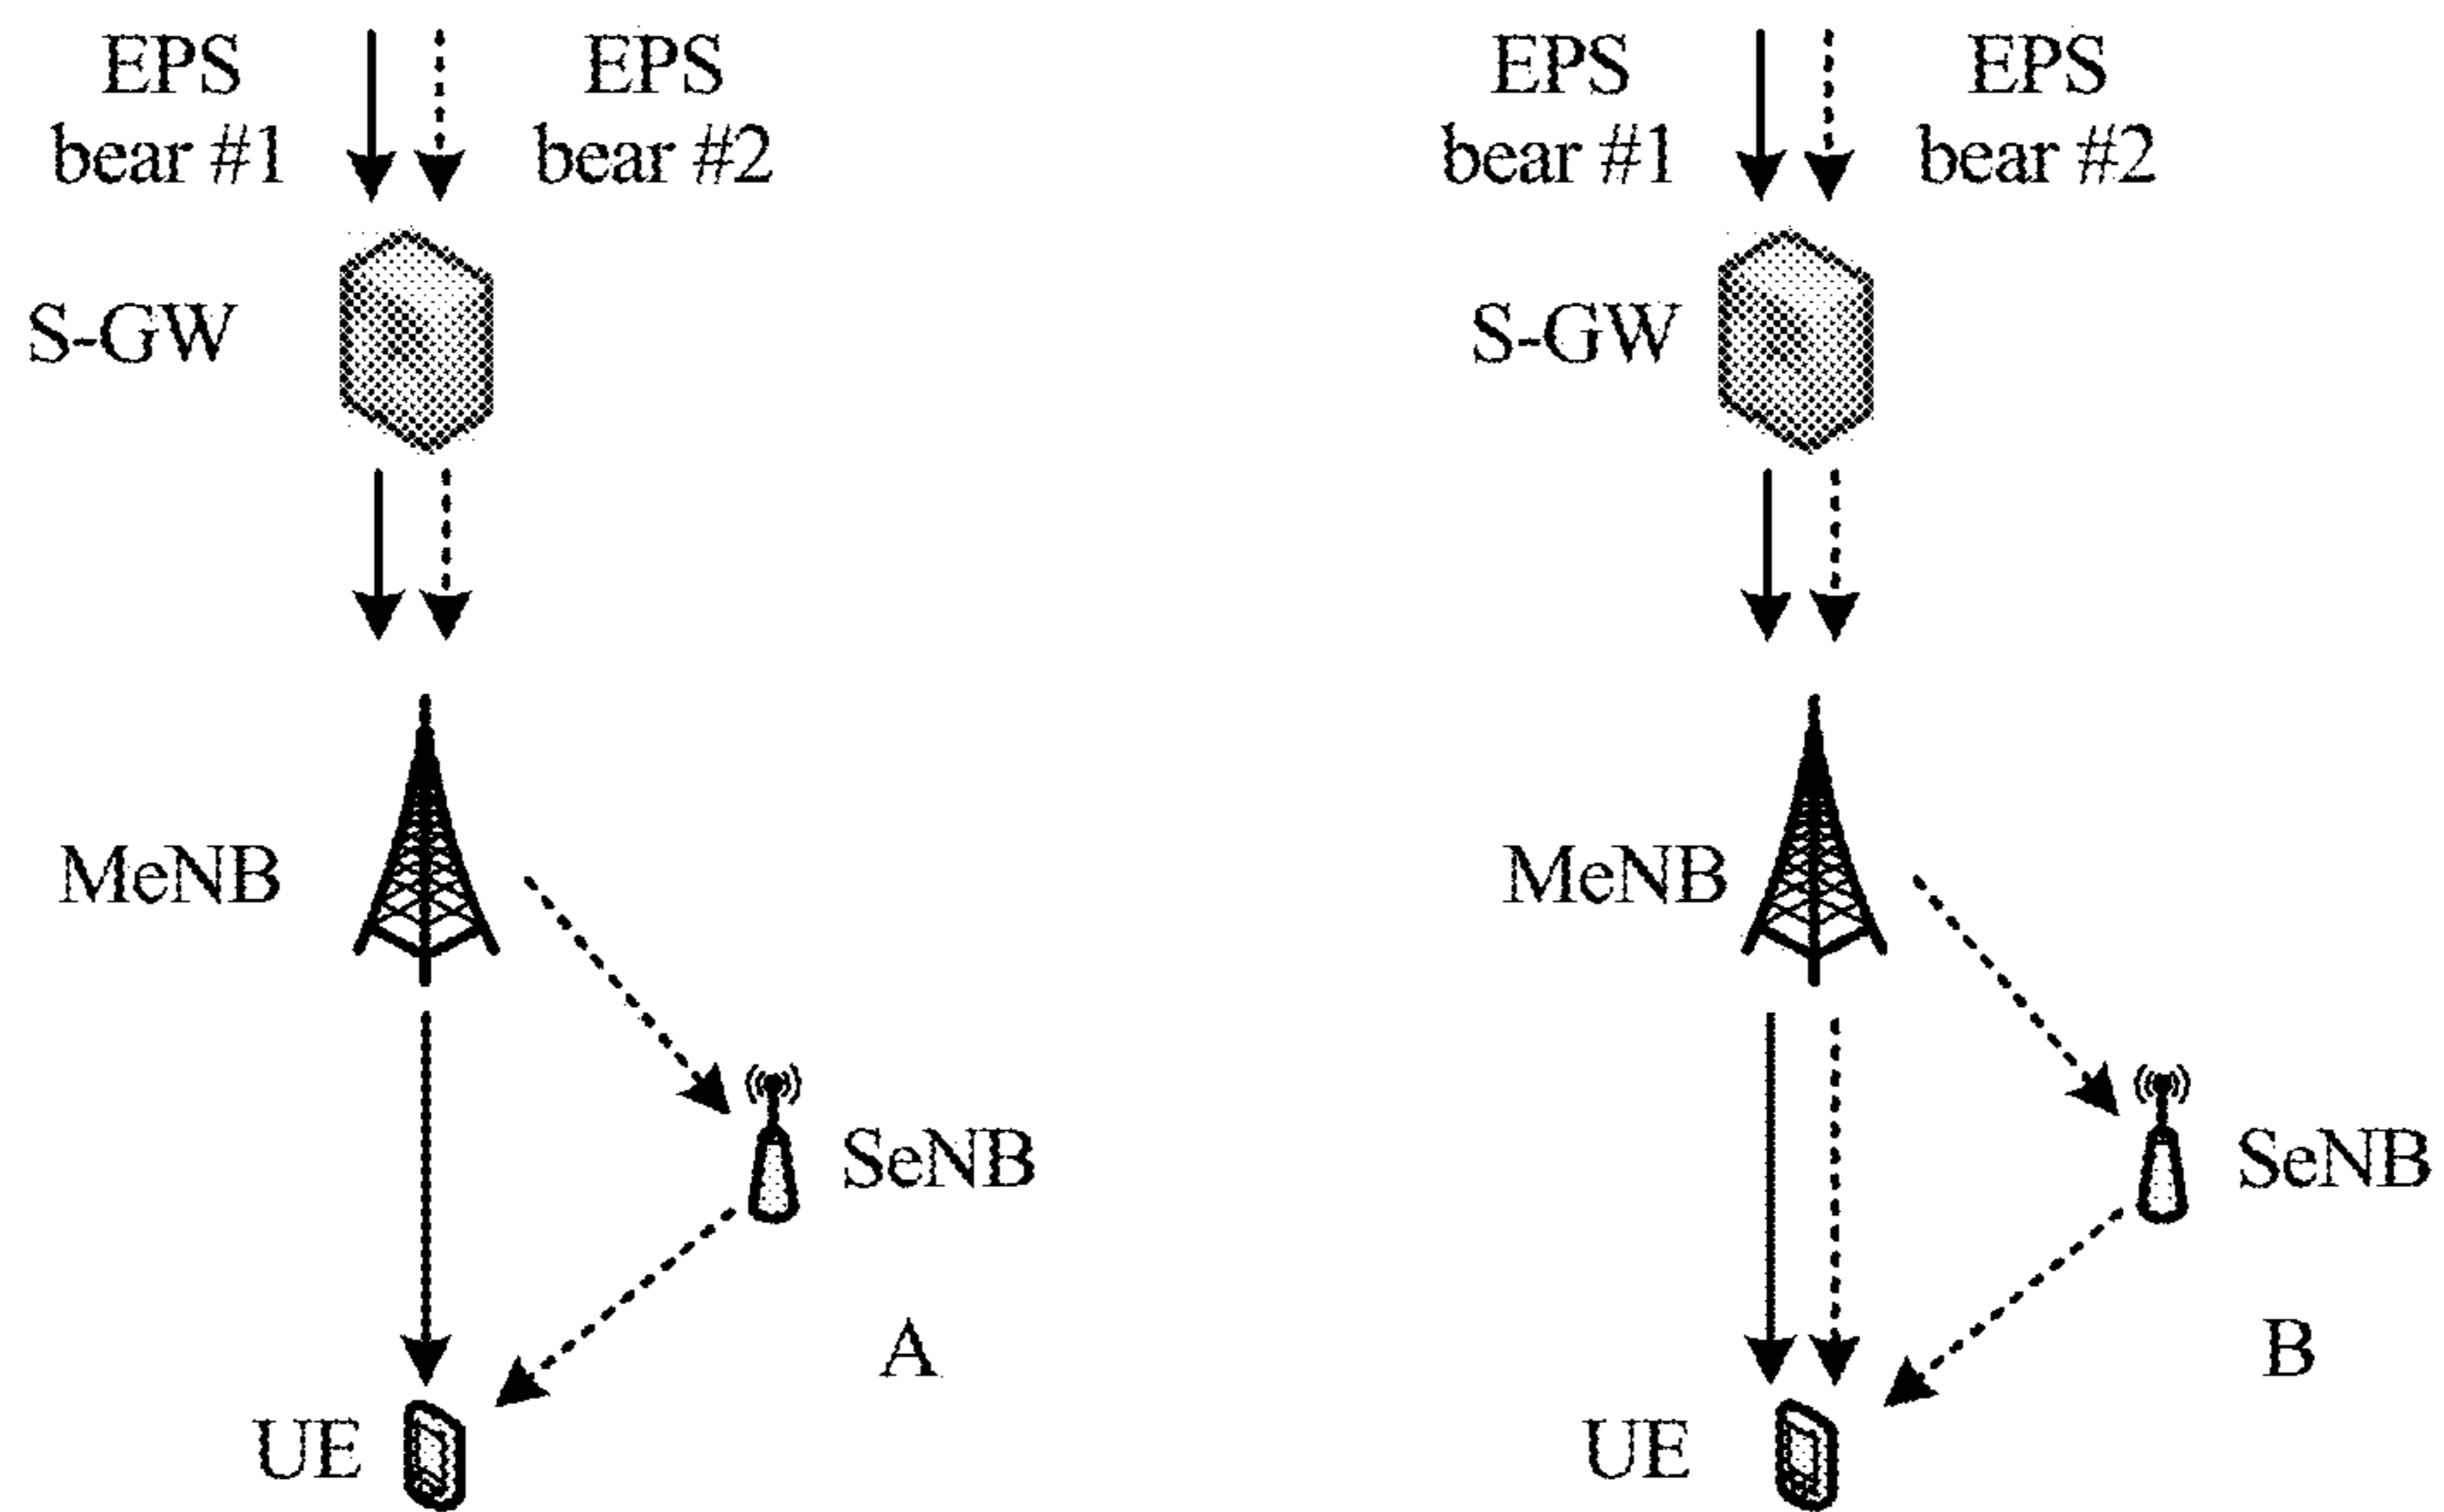 EPS
bear #1
EPS
bear #2
S-GW
MeNB
SeNB
A
UE
EPS
bear #1
EPS
bear #2
S-GW
MeNB
SeNB
B
UE